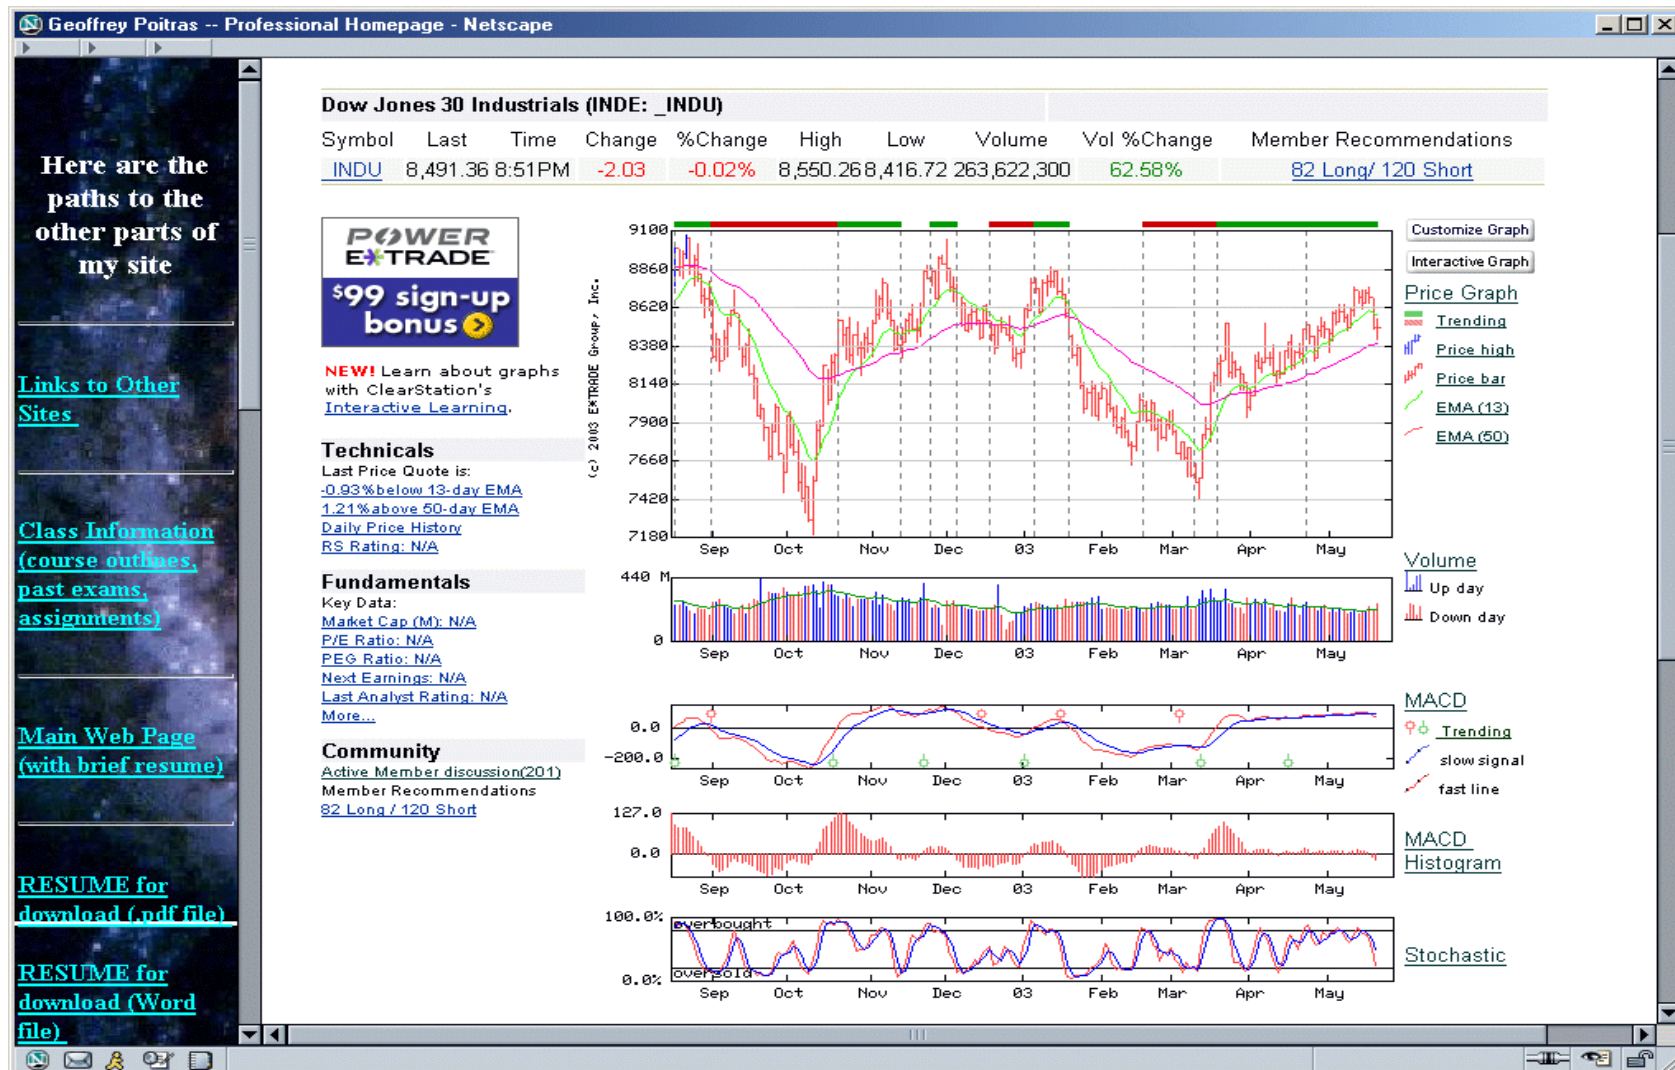 Geoffrey Poitras -- Professional Homepage - Netscape
Here are the
paths to the
other parts of
my site
Links to Other
Sites
Class Information
(course outlines,
past exams,
assignments)
Main Web Page
(with brief resume)
RESUME for
download (.pdf file)
RESUME for
download (Word
file)
Dow Jones 30 Industrials (INDE: _INDU)
Symbol Last Time Change %Change High Low Volume Vol %Change Member Recommendations
INDU 8,491.36 8:51PM -2.03 -0.02% 8,550.26 8,416.72 263,622,300 62.58% 82 Long/ 120 Short
POWER
E*TRADE
$99 sign-up
bonus
NEW! Learn about graphs
with ClearStation's
Interactive Learning.
Technicals
Last Price Quote is:
-0.93%below 13-day EMA
1.21%above 50-day EMA
Daily Price History
RS Rating: N/A
Fundamentals
Key Data:
Market Cap (M): N/A
P/E Ratio: N/A
PEG Ratio: N/A
Next Earnings: N/A
Last Analyst Rating: N/A
More...
Community
Active Member discussion(201)
Member Recommendations
82 Long / 120 Short
(c) 2003 E*TRADE Group, Inc.
9100
8860
8620
8380
8140
7900
7660
7420
7180
Sep Oct Nov Dec 03 Feb Mar Apr May
440 M
0
Sep Oct Nov Dec 03 Feb Mar Apr May
0.0
-200.0
Sep Oct Nov Dec 03 Feb Mar Apr May
127.0
0.0
Sep Oct Nov Dec 03 Feb Mar Apr May
100.0%
overbought
0.0%
oversold
Sep Oct Nov Dec 03 Feb Mar Apr May
Customize Graph
Interactive Graph
Price Graph
Trending
Price high
Price bar
EMA (13)
EMA (50)
Volume
Up day
Down day
MACD
Trending
slow signal
fast line
MACD
Histogram
Stochastic